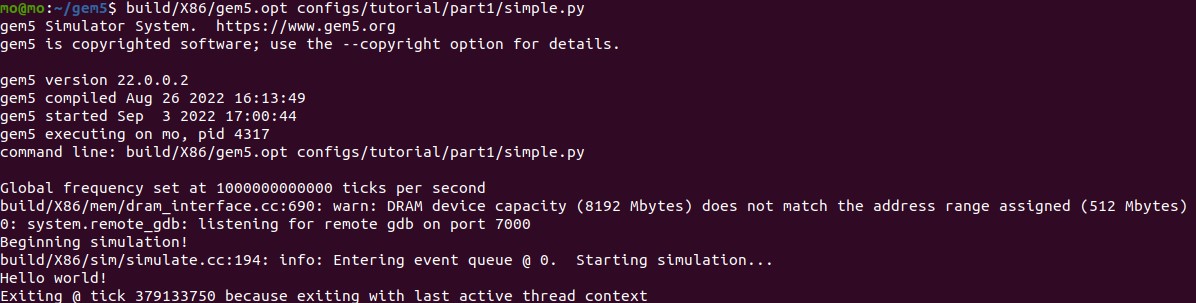 mo@mo:~/gem5$ build/X86/gem5.opt configs/tutorial/part1/simple.py
gem5 Simulator System.  https://www.gem5.org
gem5 is copyrighted software; use the --copyright option for details.

gem5 version 22.0.0.2
gem5 compiled Aug 26 2022 16:13:49
gem5 started Sep  3 2022 17:00:44
gem5 executing on mo, pid 4317
command line: build/X86/gem5.opt configs/tutorial/part1/simple.py

Global frequency set at 1000000000000 ticks per second
build/X86/mem/dram_interface.cc:690: warn: DRAM device capacity (8192 Mbytes) does not match the address range assigned (512 Mbytes)
0: system.remote_gdb: listening for remote gdb on port 7000
Beginning simulation!
build/X86/sim/simulate.cc:194: info: Entering event queue @ 0.  Starting simulation...
Hello world!
Exiting @ tick 379133750 because exiting with last active thread context